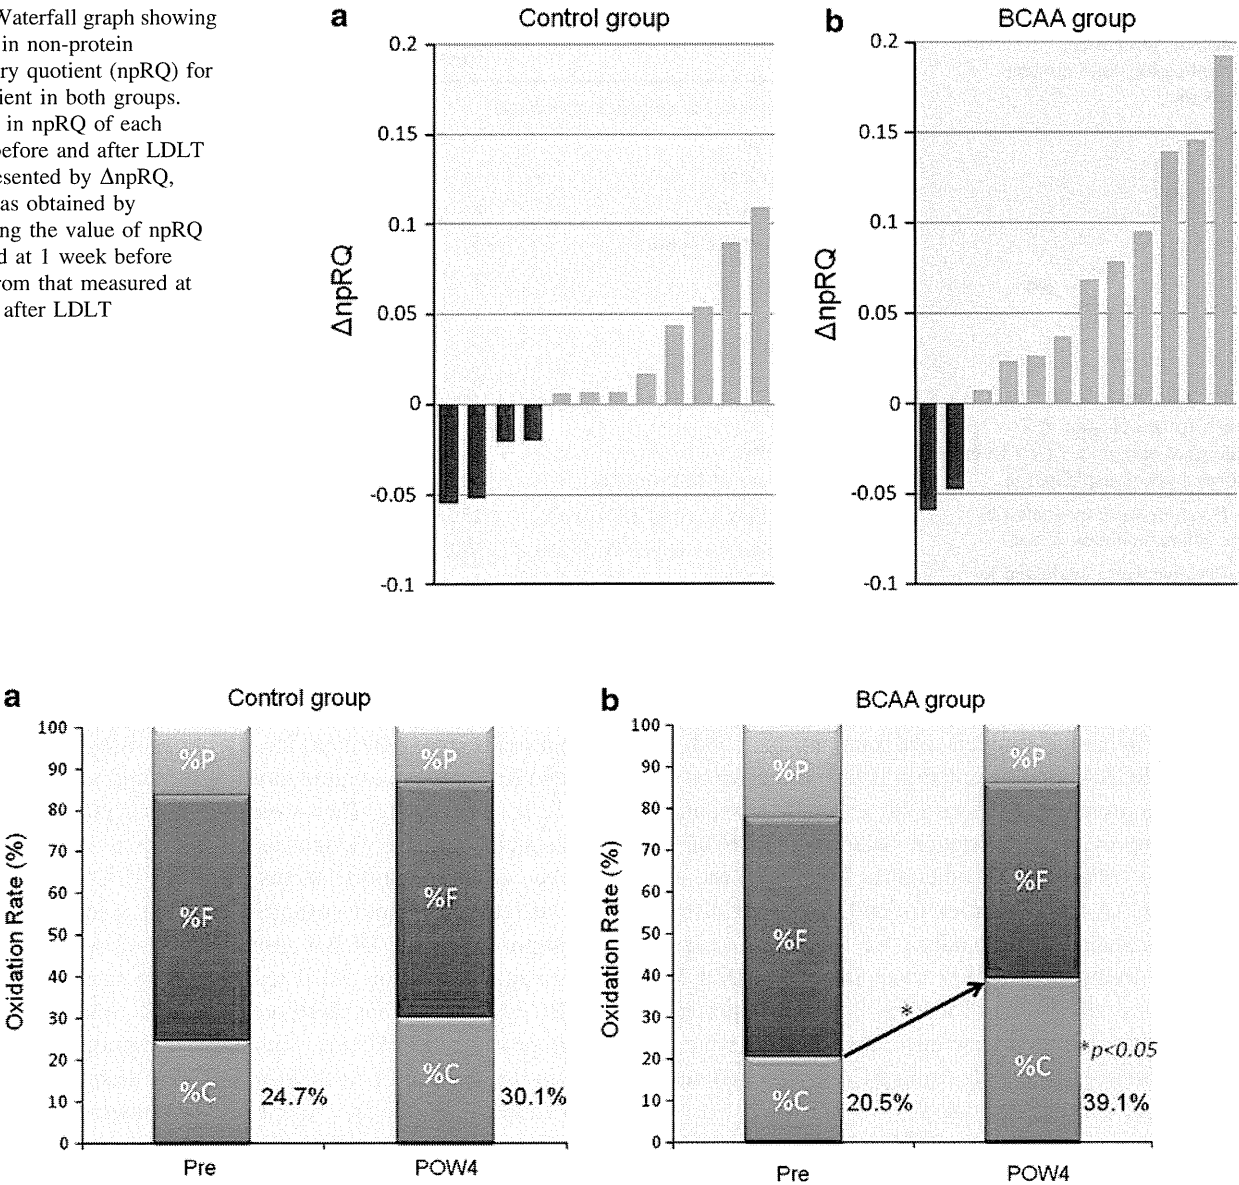 Waterfall graph showing
in non-protein
ry quotient (npRQ) for
ient in both groups.
in npRQ of each
before and after LDLT
esented by ΔnpRQ,
as obtained by
ng the value of npRQ
d at 1 week before
rom that measured at
after LDLT
a
Control group
ΔnpRQ
0.2
0.15
0.1
0.05
0
-0.05
-0.1
b
BCAA group
ΔnpRQ
0.2
0.15
0.1
0.05
0
-0.05
-0.1
a
Control group
Oxidation Rate (%)
100
90
80
70
60
50
40
30
20
10
0
%P
%F
%C
24.7%
Pre
%P
%F
%C
30.1%
POW4
b
BCAA group
Oxidation Rate (%)
100
90
80
70
60
50
40
30
20
10
0
%P
%F
%C
20.5%
Pre
*
%P
%F
%C
*p<0.05
39.1%
POW4